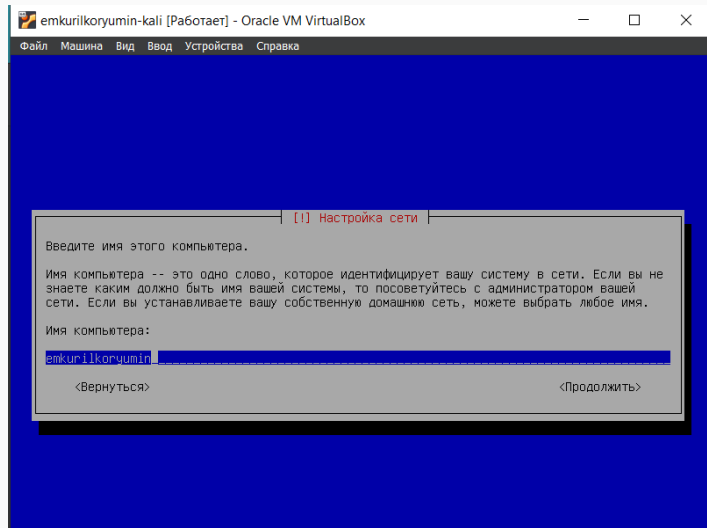 emkurilkoryumin-kali [Работает] - Oracle VM VirtualBox
Файл Машина Вид Ввод Устройства Справка
[!] Настройка сети
Введите имя этого компьютера.
Имя компьютера -- это одно слово, которое идентифицирует вашу систему в сети. Если вы не
знаете каким должно быть имя вашей системы, то посоветуйтесь с администратором вашей
сети. Если вы устанавливаете вашу собственную домашнюю сеть, можете выбрать любое имя.
Имя компьютера:
emkurilkoryumin
<Вернуться> <Продолжить>